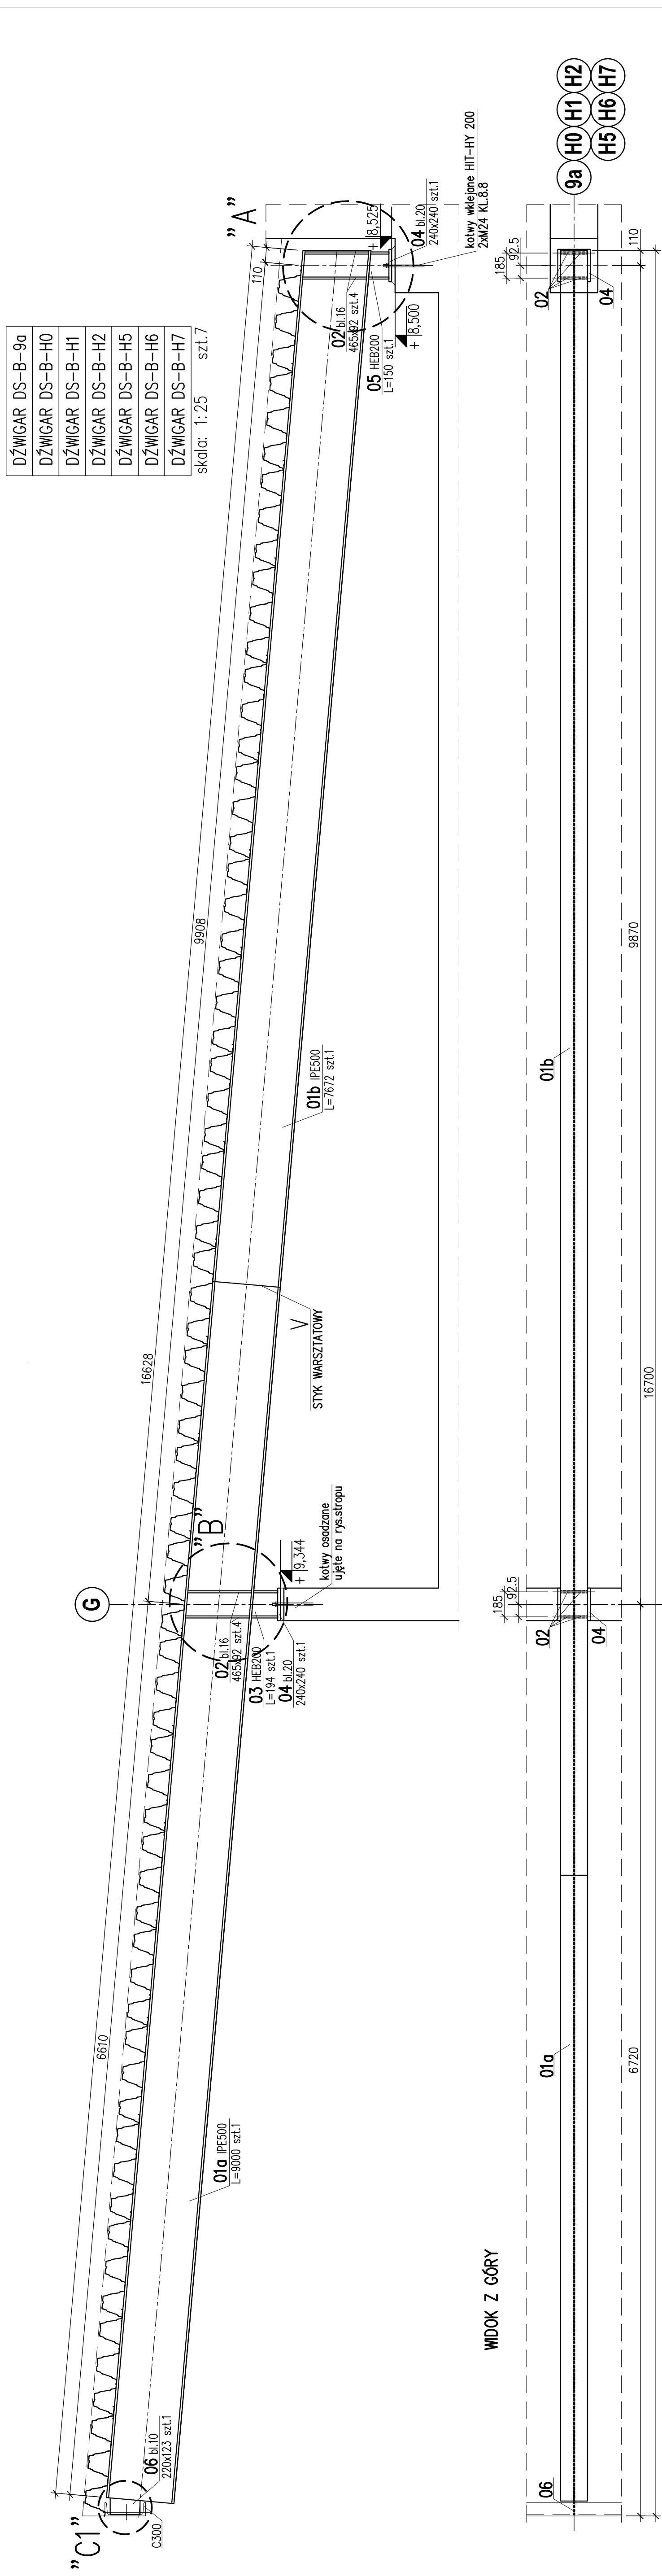 DŹWIGAR DS-B-9a
DŹWIGAR DS-B-H0
DŹWIGAR DS-B-H1
DŹWIGAR DS-B-H2
DŹWIGAR DS-B-H5
DŹWIGAR DS-B-H6
DŹWIGAR DS-B-H7
skala: 1:25 szt.7
"C1"
C300
06 bl.10
220x123 szt.1
6610
16628
9908
110
01a IPE500
L=9000 szt.1
G
"B"
02 bl.16
465x92 szt.4
03 HEB200
L=194 szt.1
04 bl.20
240x240 szt.1
+ 9,344
kotwy osadzane
ujęte na rys.stropu
V
STYK WARSZTATOWY
01b IPE500
L=7672 szt.1
"A"
02 bl.16
465x92 szt.4
05 HEB200
L=150 szt.1
+ 8,525
+ 8,500
04 bl.20
240x240 szt.1
kotwy wklejane HIT-HY 200
2xM24 KL.8.8
WIDOK Z GÓRY
06
01a
02
04
185
92.5
01b
02
04
185
92.5
110
9a H0 H1 H2
H5 H6 H7
6720
9870
16700